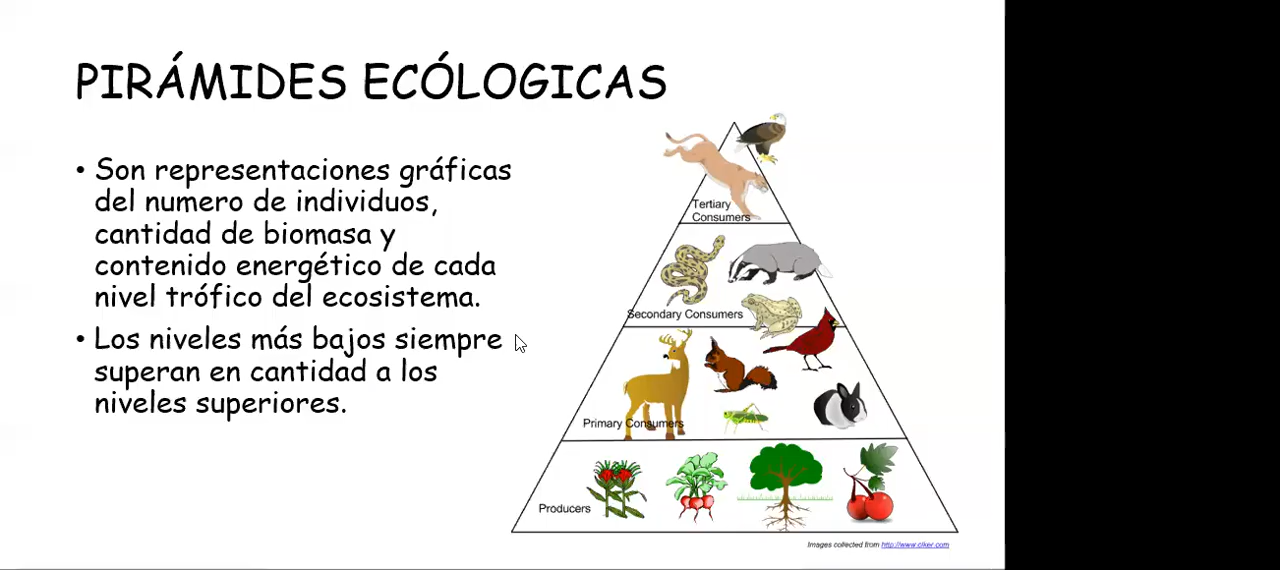 PIRÁMIDES ECÓLOGICAS
• Son representaciones gráficas
del numero de individuos,
cantidad de biomasa y
contenido energético de cada
nivel trófico del ecosistema.
• Los niveles más bajos siempre
superan en cantidad a los
niveles superiores.
Tertiary
Consumers
Secondary Consumers
Primary Consumers
Producers
Images collected from http://www.clker.com